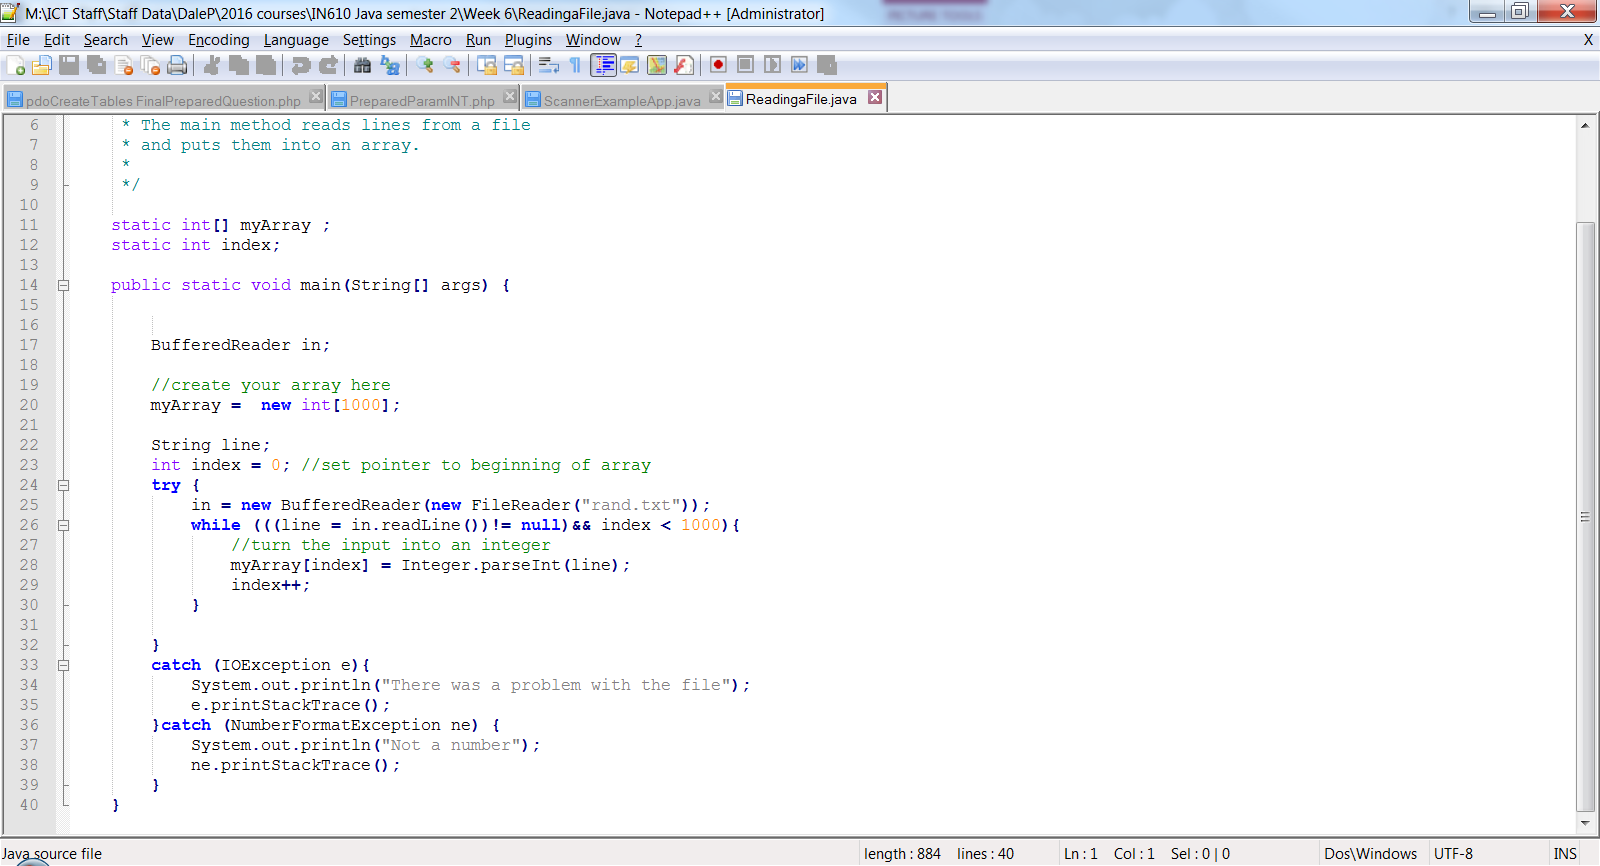 M:\ICT Staff\Staff Data\DaleP\2016 courses\IN610 Java semester 2\Week 6\ReadingaFile.java - Notepad++ [Administrator]
File Edit Search View Encoding Language Settings Macro Run Plugins Window ? X
pdoCreateTables FinalPreparedQuestion.php PreparedParamINT.php ScannerExampleApp.java ReadingaFile.java
6 * The main method reads lines from a file
7 * and puts them into an array.
8 *
9 */
10
11 static int[] myArray ;
12 static int index;
13
14 public static void main(String[] args) {
15
16
17 BufferedReader in;
18
19 //create your array here
20 myArray =  new int[1000];
21
22 String line;
23 int index = 0; //set pointer to beginning of array
24 try {
25 in = new BufferedReader(new FileReader("rand.txt"));
26 while (((line = in.readLine())!= null)&& index < 1000){
27 //turn the input into an integer
28 myArray[index] = Integer.parseInt(line);
29 index++;
30 }
31
32 }
33 catch (IOException e){
34 System.out.println("There was a problem with the file");
35 e.printStackTrace();
36 }catch (NumberFormatException ne) {
37 System.out.println("Not a number");
38 ne.printStackTrace();
39 }
40 }
Java source file length : 884 lines : 40 Ln : 1 Col : 1 Sel : 0 | 0 Dos\Windows UTF-8 INS